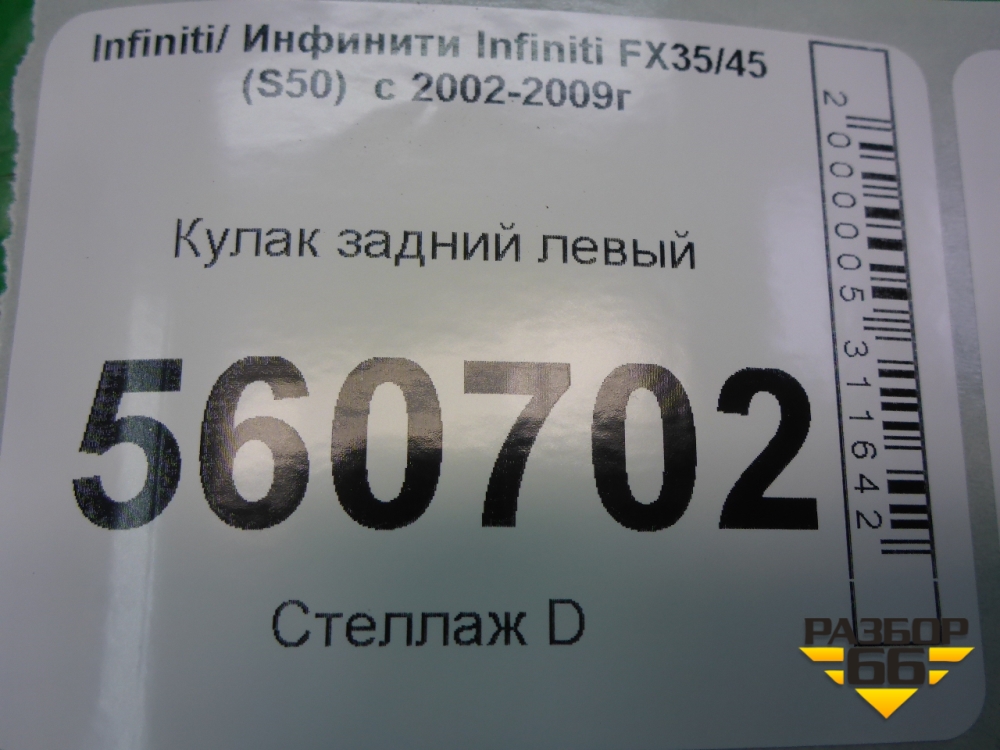 Infiniti/ Инфинити Infiniti FX35/45
(S50) с 2002-2009г
Кулак задний левый
560702
Стеллаж D
2000005311642
РАЗБОР
66